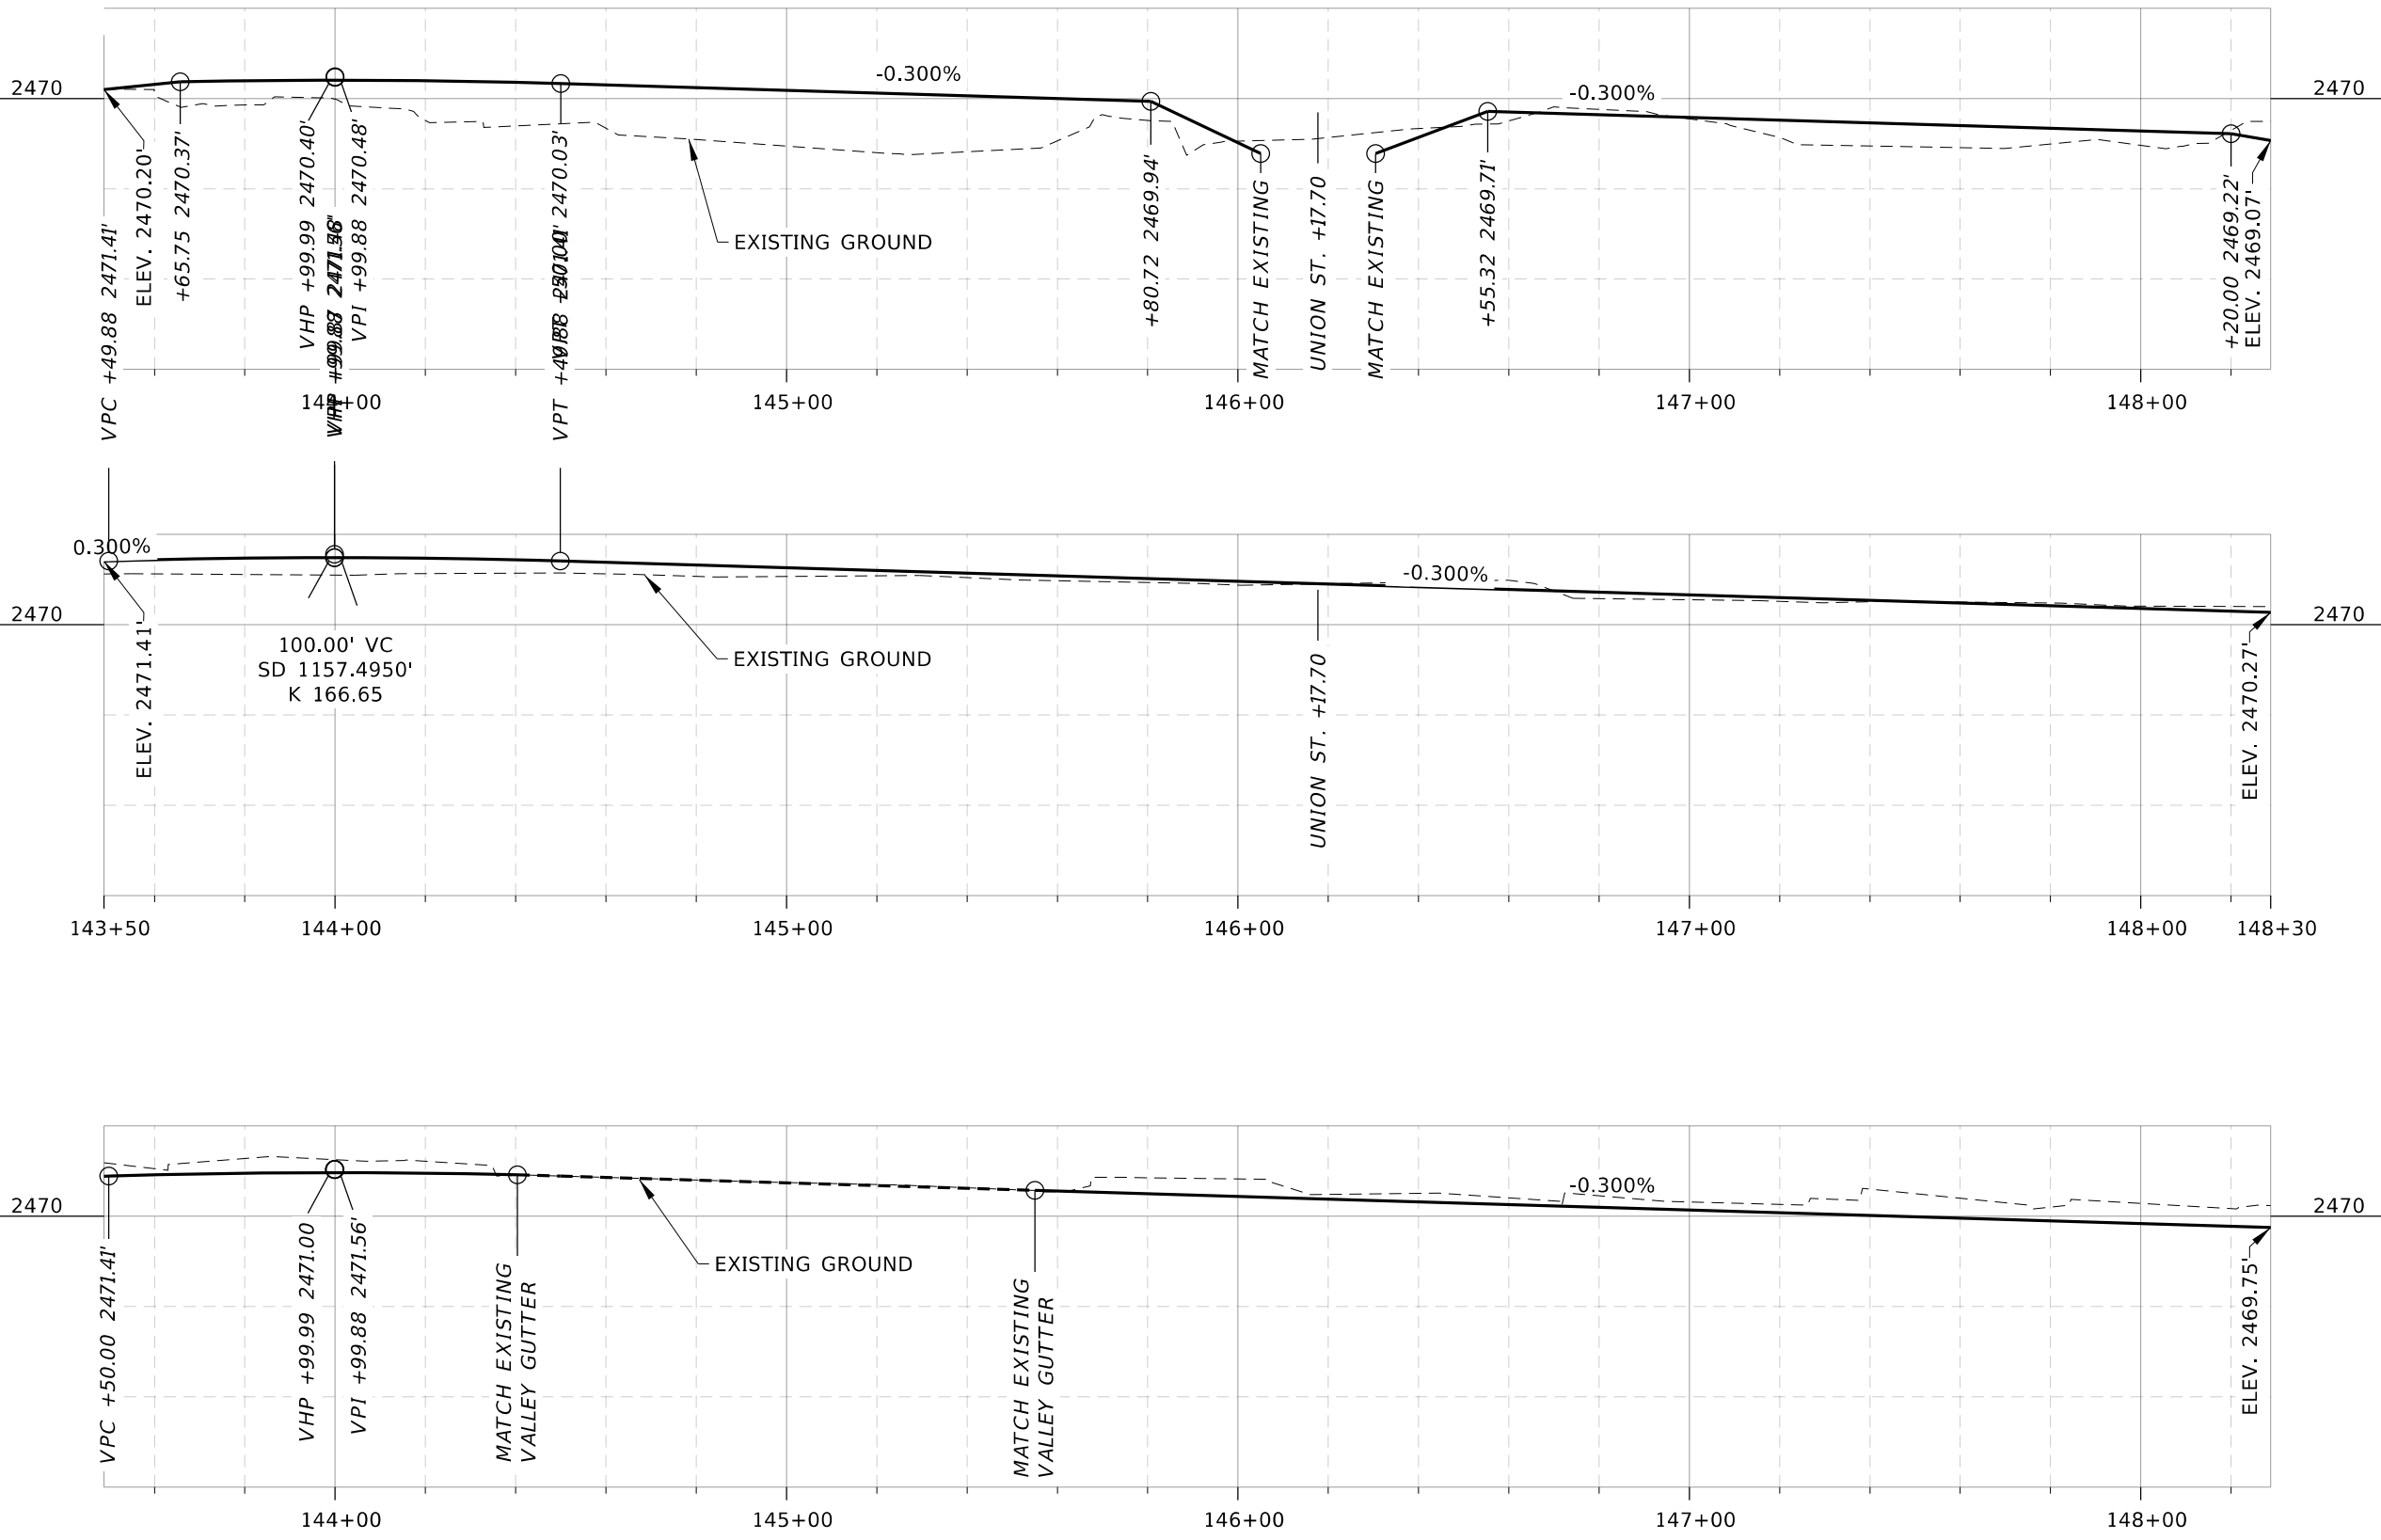 -0.300%
2470
2470
-0.300%
VPC +49.88 2471.41'
ELEV. 2470.20'
+65.75 2470.37'
VHP +99.99 2470.40'
VPI +99.88 2470.48'
VPT +49.88
2470.03'
EXISTING GROUND
+80.72 2469.94'
MATCH EXISTING
UNION ST. +17.70
MATCH EXISTING
+55.32 2469.71'
+20.00 2469.22'
ELEV. 2469.07'
145+00
146+00
147+00
148+00
0.300%
-0.300%
2470
2470
ELEV. 2471.41'
100.00' VC
SD 1157.4950'
K 166.65
EXISTING GROUND
UNION ST. +17.70
ELEV. 2470.27'
143+50
144+00
145+00
146+00
147+00
148+00
148+30
-0.300%
2470
2470
VPC +50.00 2471.41'
VHP +99.99 2471.00
VPI +99.88 2471.56'
MATCH EXISTING
VALLEY GUTTER
EXISTING GROUND
MATCH EXISTING
VALLEY GUTTER
ELEV. 2469.75'
144+00
145+00
146+00
147+00
148+00